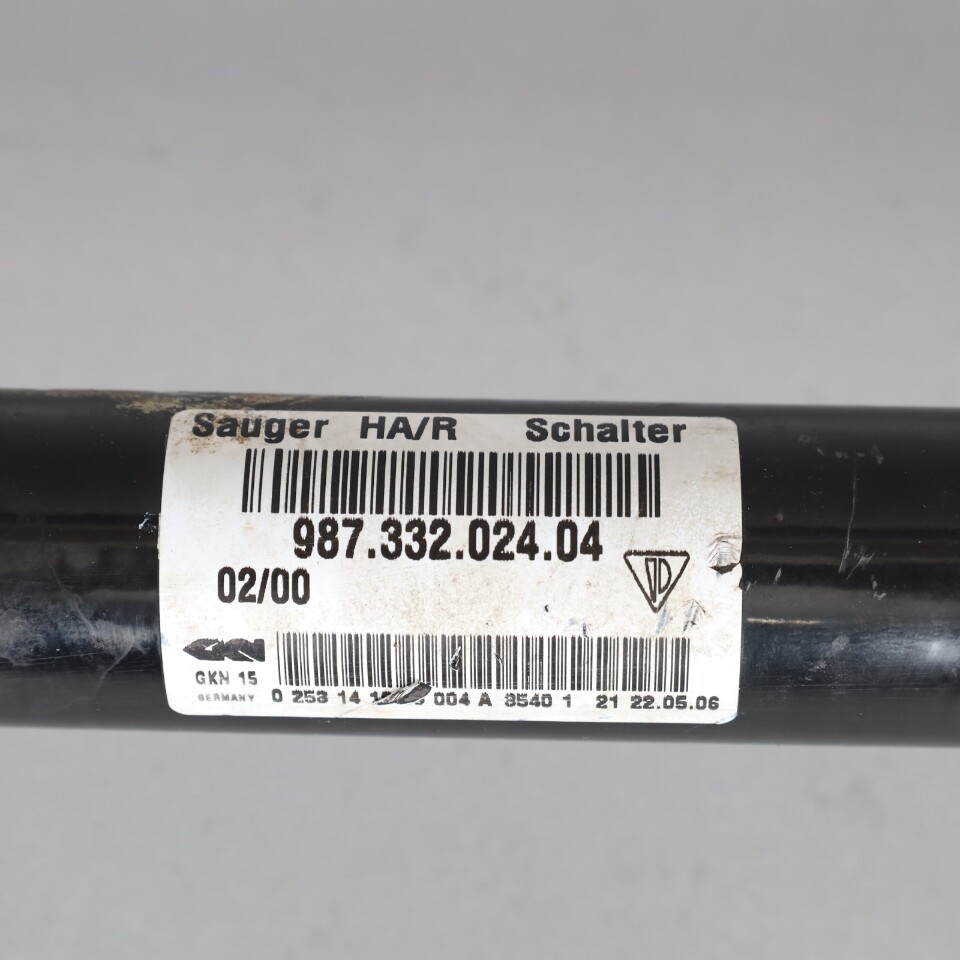 Sauger HA/R Schalter
987.332.024.04
02/00
GKN
GKN 15
GERMANY
0 253 14 004 A 3540 1 21 22.05.06